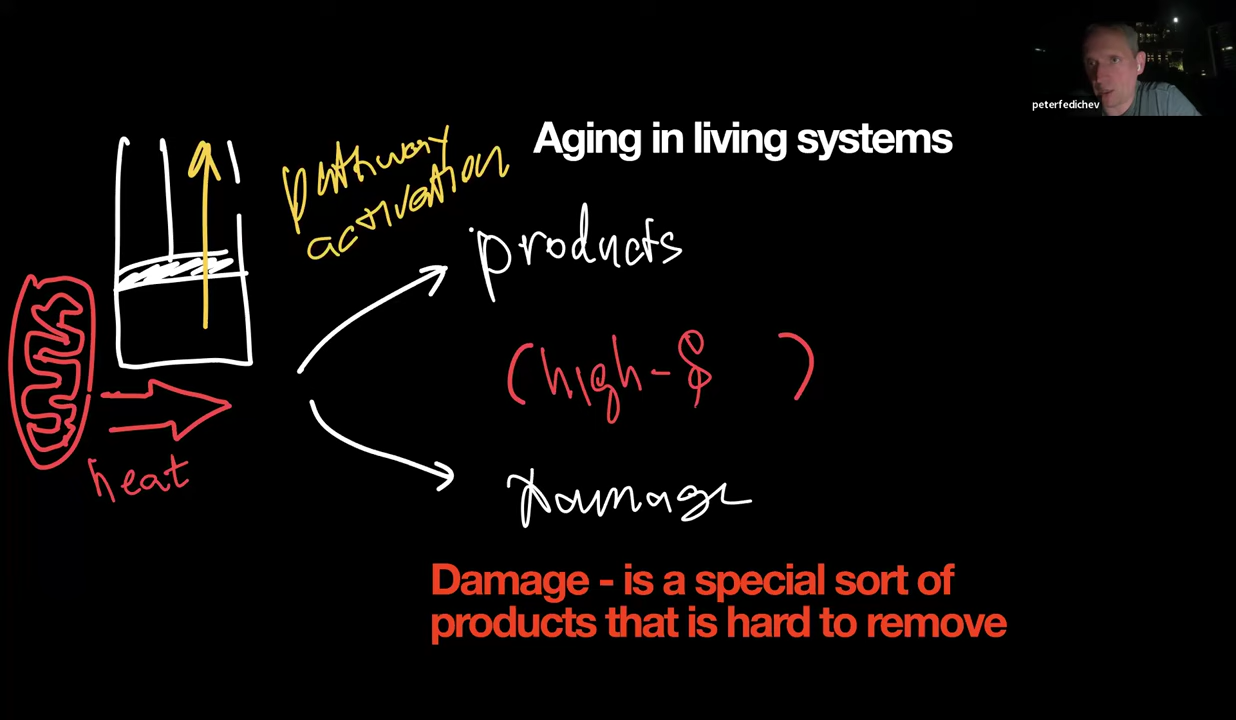 peterfedichev
Aging in living systems
pathway
activation
products
(high-$ )
heat
Damage
Damage - is a special sort of
products that is hard to remove